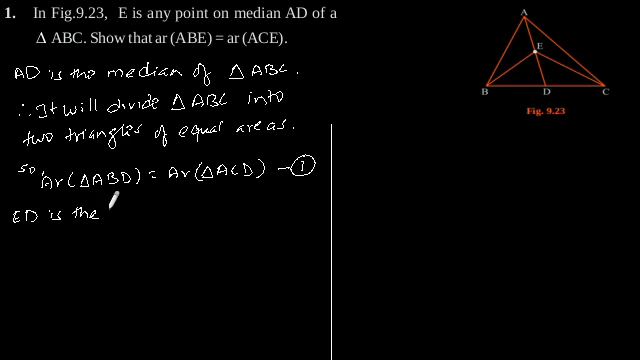 1. In Fig.9.23, E is any point on median AD of a
Δ ABC. Show that ar (ABE) = ar (ACE).
AD is the median of Δ ABC.
∴ It will divide Δ ABC into
two triangles of equal areas.
so, Ar(ΔABD) = Ar(ΔACD) — ①
ED is the
A
E
B
D
C
Fig. 9.23